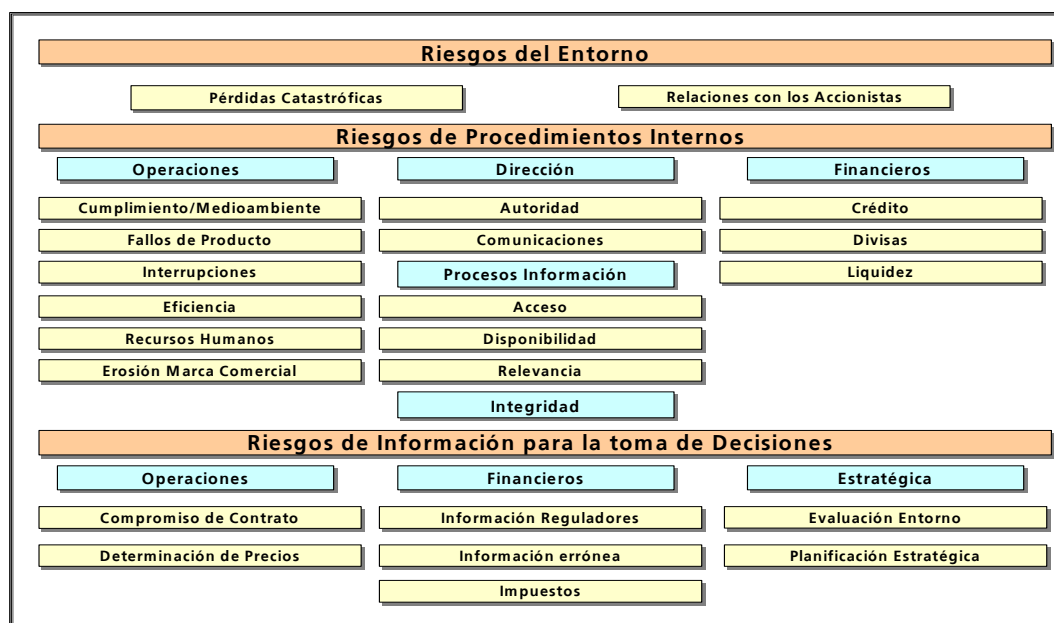 Riesgos del Entorno
Pérdidas Catastróficas
Relaciones con los Accionistas
Riesgos de Procedimientos Internos
Operaciones
Dirección
Financieros
Cumplimiento/Medioambiente
Autoridad
Crédito
Fallos de Producto
Comunicaciones
Divisas
Interrupciones
Procesos Información
Liquidez
Eficiencia
Acceso
Recursos Humanos
Disponibilidad
Erosión Marca Comercial
Relevancia
Integridad
Riesgos de Información para la toma de Decisiones
Operaciones
Financieros
Estratégica
Compromiso de Contrato
Información Reguladores
Evaluación Entorno
Determinación de Precios
Información errónea
Planificación Estratégica
Impuestos